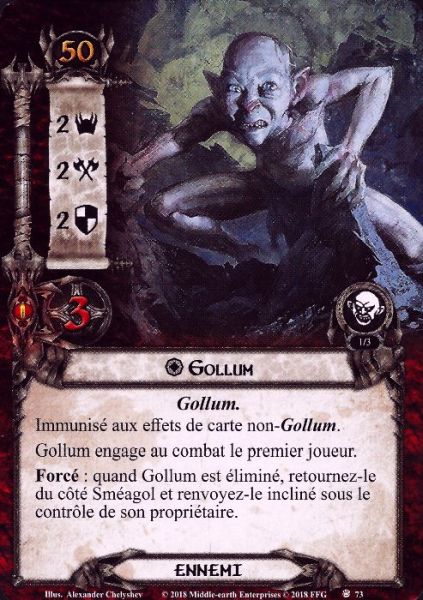 50
2
2
2
3
1/3
Gollum
Gollum.
Immunisé aux effets de carte non-Gollum.
Gollum engage au combat le premier joueur.
Forcé : quand Gollum est éliminé, retournez-le
du côté Sméagol et renvoyez-le incliné sous le
contrôle de son propriétaire.
ENNEMI
Illus. Alexander Chelyshev © 2018 Middle-earth Enterprises © 2018 FFG 73